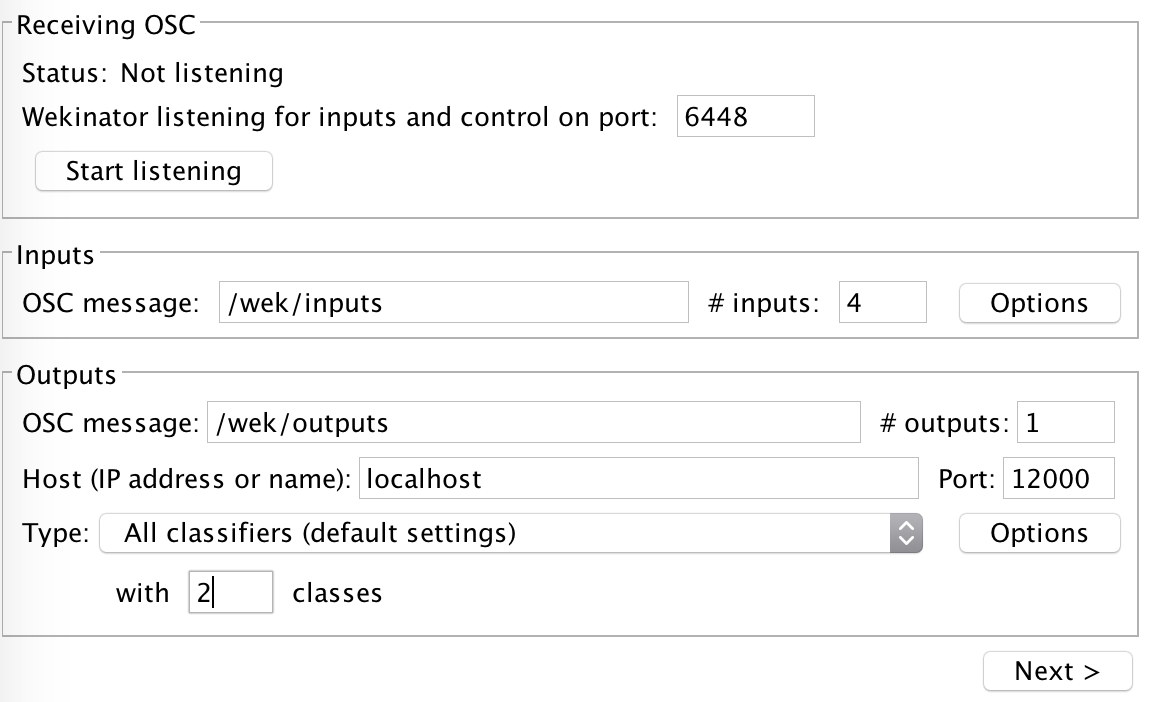 Receiving OSC
Status: Not listening
Wekinator listening for inputs and control on port: 6448
Start listening
Inputs
OSC message: /wek/inputs # inputs: 4 Options
Outputs
OSC message: /wek/outputs # outputs: 1
Host (IP address or name): localhost Port: 12000
Type: All classifiers (default settings) Options
with 2 classes
Next >